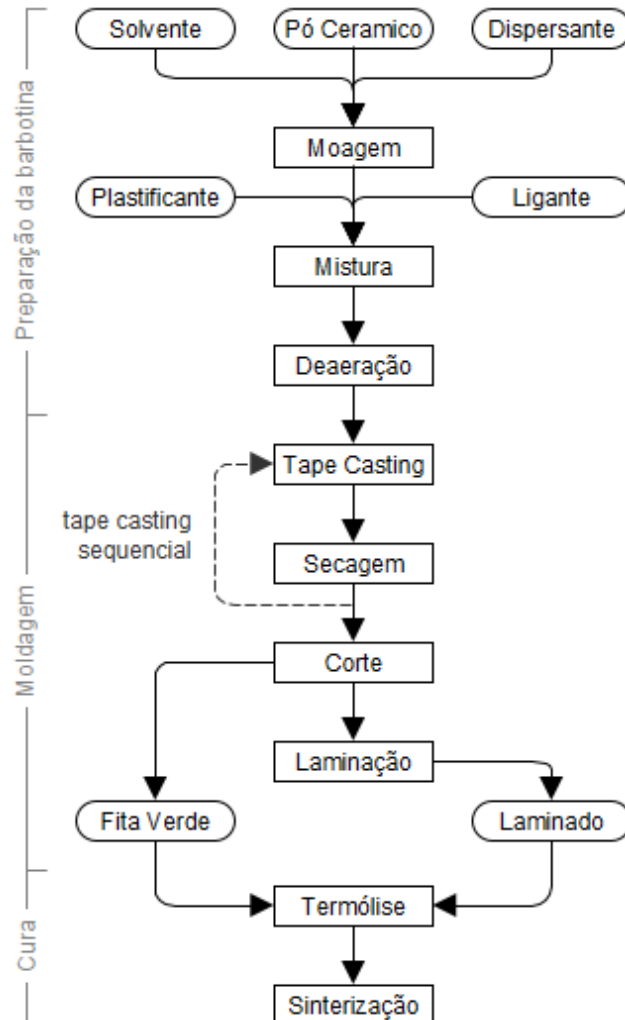 Solvente
Pó Ceramico
Dispersante
Preparação da barbotina
Moagem
Plastificante
Ligante
Mistura
Deaeração
Tape Casting
tape casting
sequencial
Secagem
Moldagem
Corte
Laminação
Fita Verde
Laminado
Cura
Termólise
Sinterização